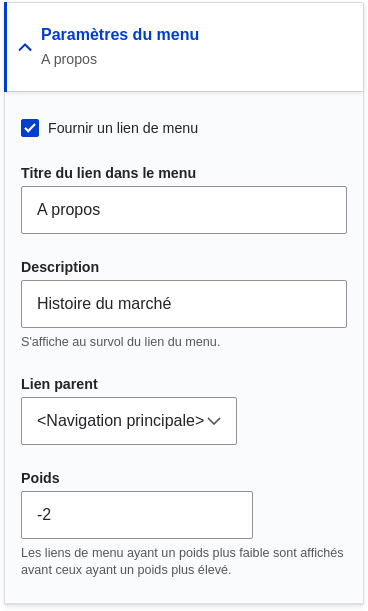 Paramètres du menu
A propos
Fournir un lien de menu
Titre du lien dans le menu
A propos
Description
Histoire du marché
S'affiche au survol du lien du menu.
Lien parent
<Navigation principale>
Poids
-2
Les liens de menu ayant un poids plus faible sont affichés
avant ceux ayant un poids plus élevé.